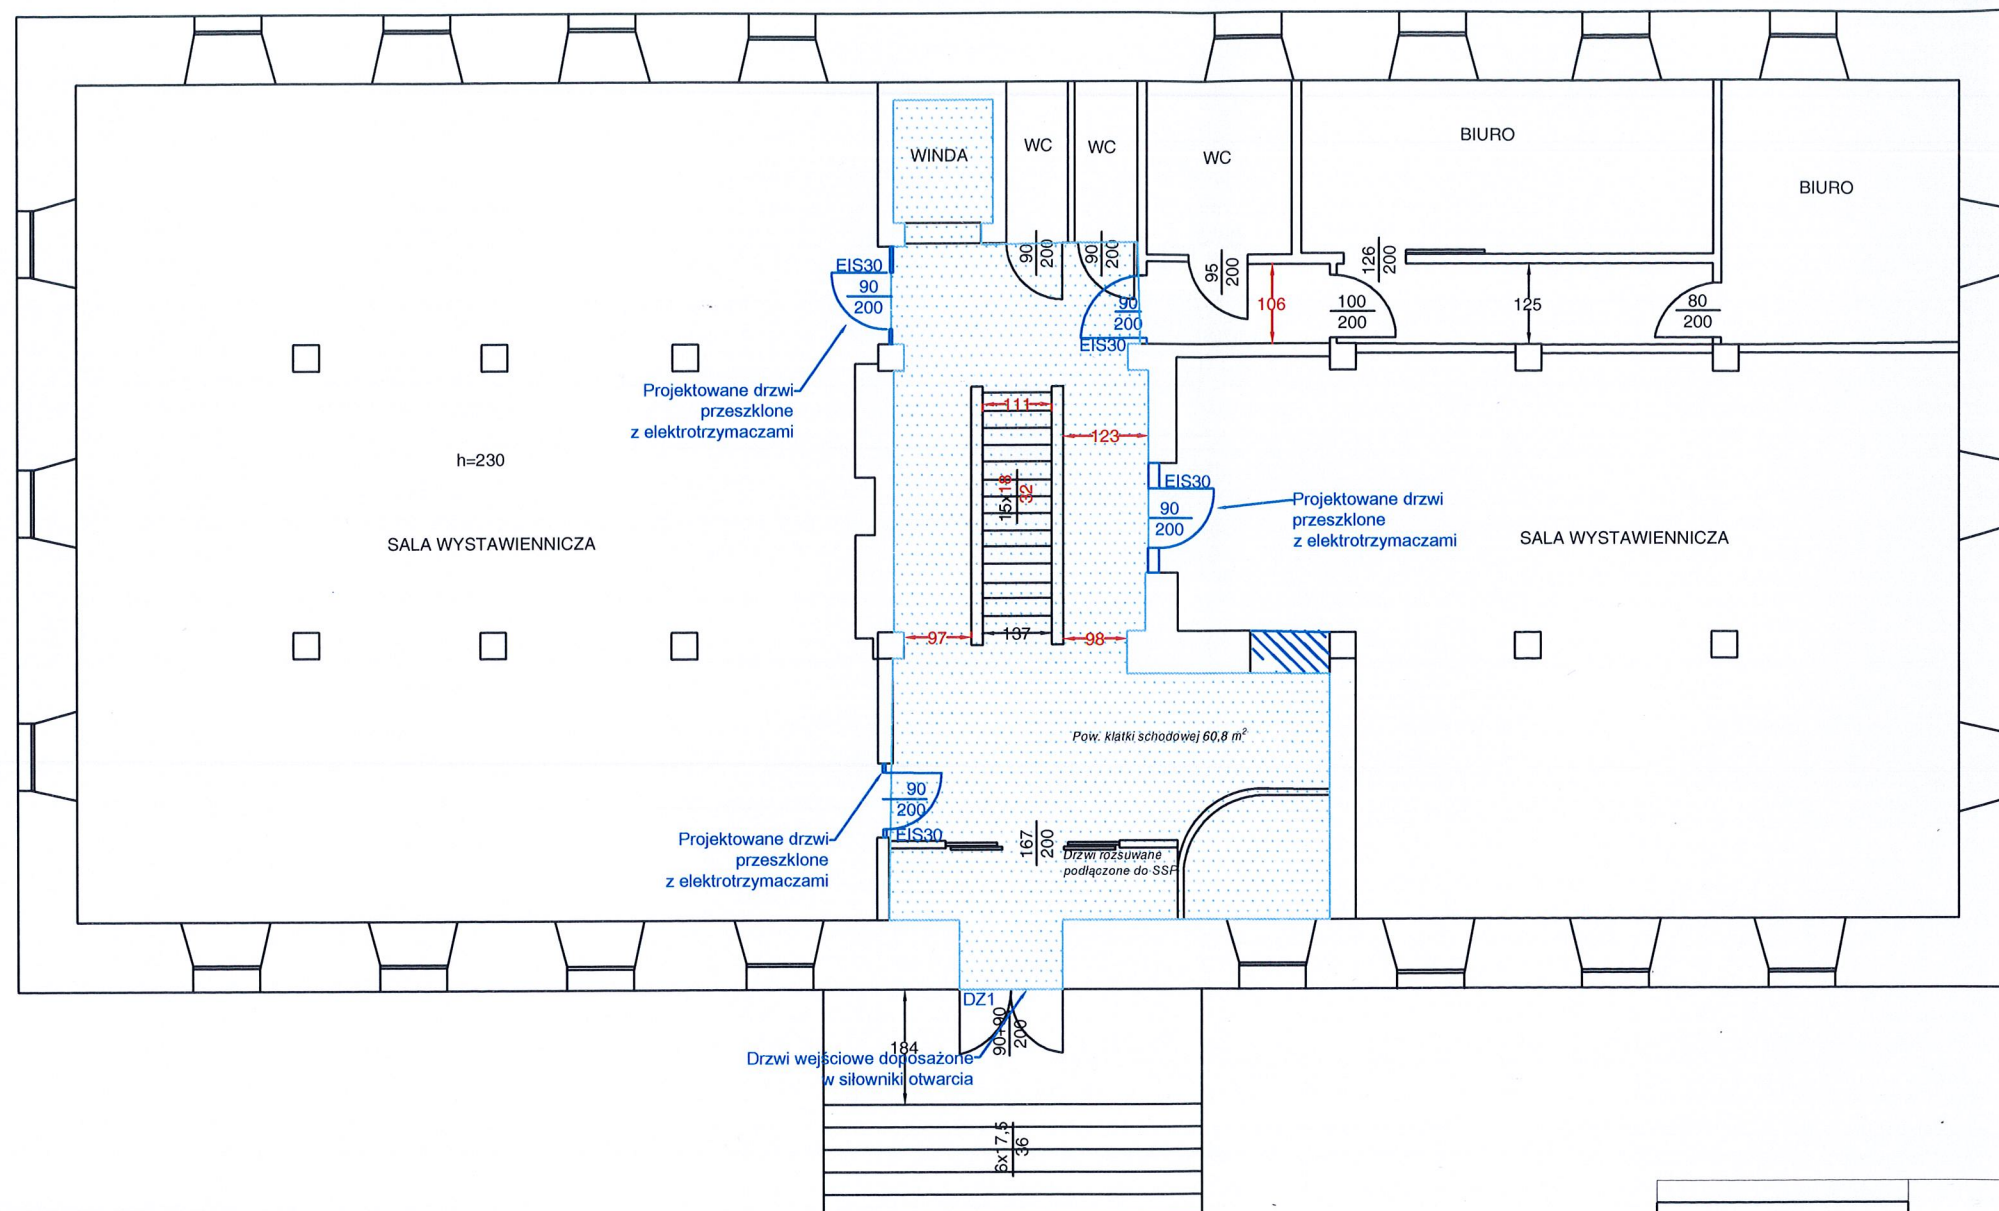 WINDA
WC
WC
WC
BIURO
BIURO
90
200
90
200
95
200
126
200
106
100
200
125
80
200
EIS30
90
200
90
200
EIS30
Projektowane drzwi
przeszklone
z elektrotrzymaczami
111
123
15x18
32
h=230
SALA WYSTAWIENNICZA
EIS30
90
200
Projektowane drzwi
przeszklone
z elektrotrzymaczami
SALA WYSTAWIENNICZA
97
137
98
Pow. klatki schodowej 60,8 m²
90
200
EIS30
Projektowane drzwi
przeszklone
z elektrotrzymaczami
167
200
Drzwi rozsuwane
podłączone do SSP
DZ1
90+90
200
184
Drzwi wejściowe doposażone
w siłowniki otwarcia
6x17,5
36